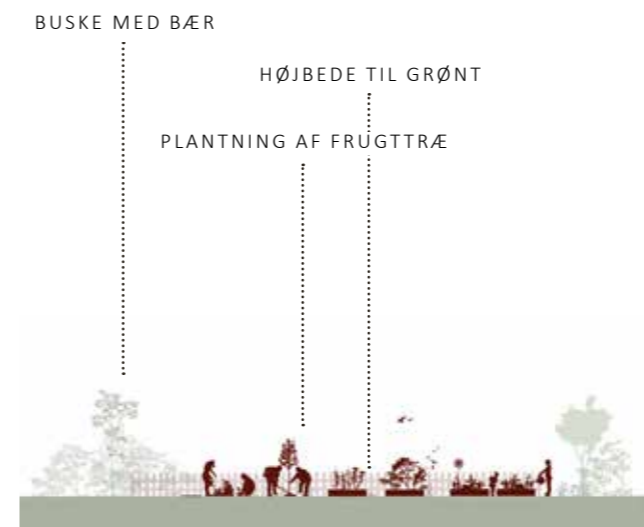 BUSKE MED BÆR
HØJBEDE TIL GRØNT
PLANTNING AF FRUGTTRÆ